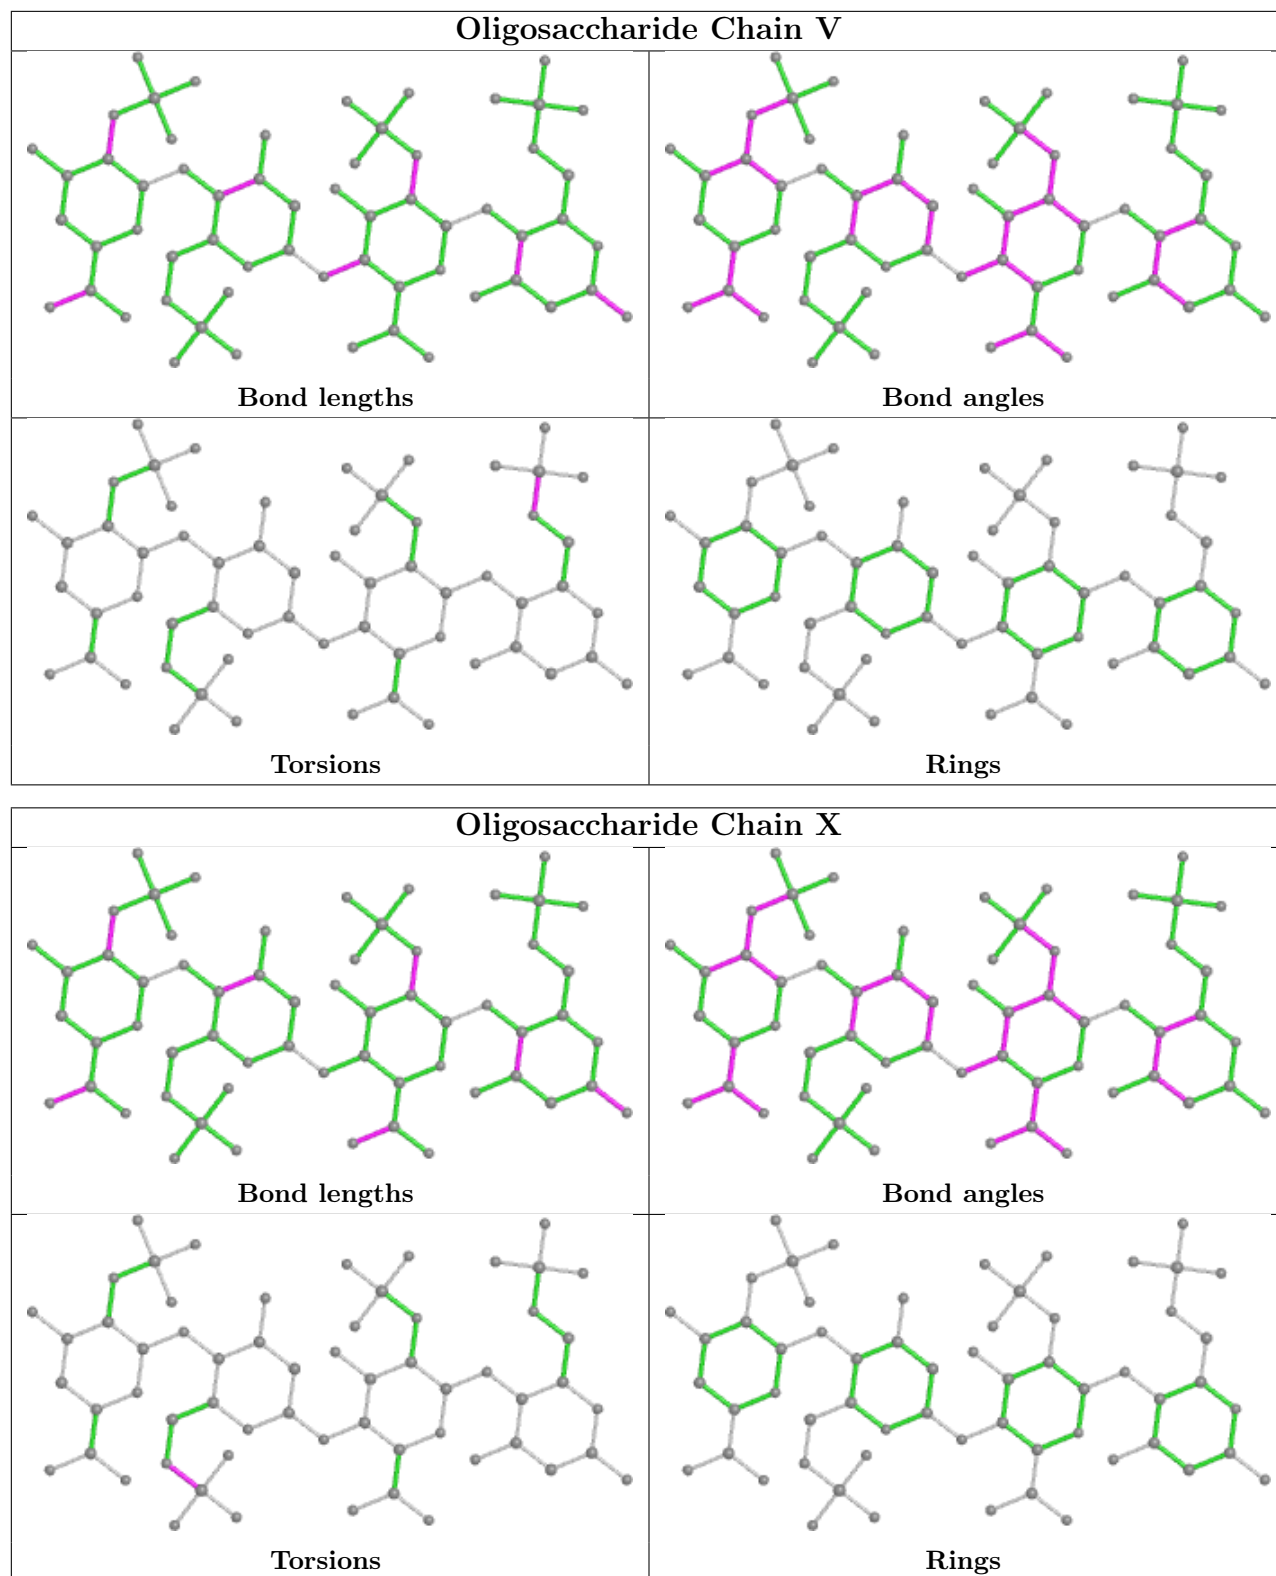 Oligosaccharide Chain V
Bond lengths
Bond angles
Torsions
Rings
Oligosaccharide Chain X
Bond lengths
Bond angles
Torsions
Rings